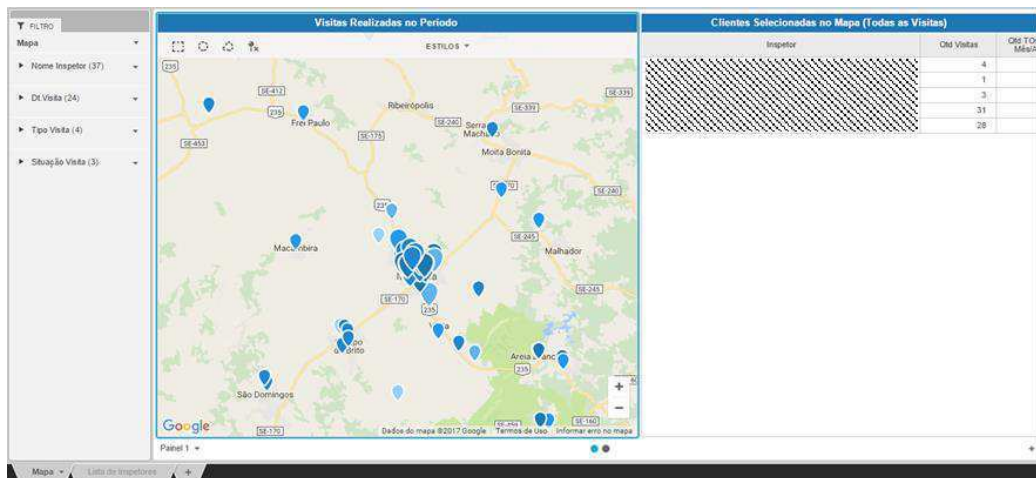 FILTRO
Mapa
Nome Inspetor (37)
Dt.Visita (24)
Tipo Visita (4)
Situação Visita (3)
Visitas Realizadas no Período
ESTILOS
235
SE-412
SE-339
235
Ribeirópolis
Frei Paulo
SE-240
Serra
SE-339
SE-175
SE-453
Moita Bonita
SE-240
SE-245
Malhador
SE-170
SE-245
235
235
São Domingos
SE-170
SE-160
Google
Dados do mapa ©2017 Google
Termos de Uso
Informar erro no mapa
Clientes Selecionadas no Mapa (Todas as Visitas)
Inspetor
Qtd Visitas
4
1
3
31
28
Painel 1
Mapa
Lista de Inspetores
+